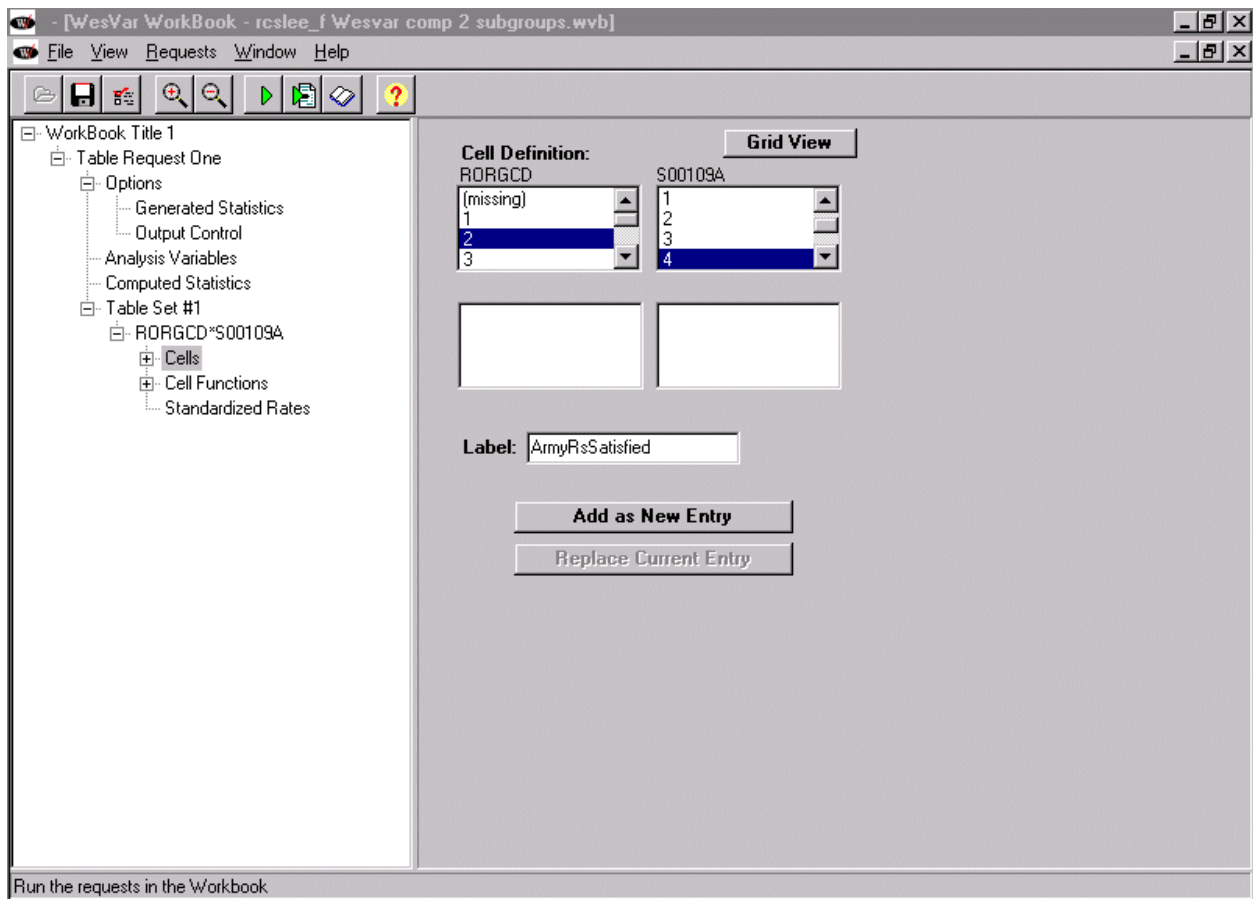 - [WesVar WorkBook - rcslee_f Wesvar comp 2 subgroups.wvb]
File View Requests Window Help
WorkBook Title 1
Table Request One
Options
Generated Statistics
Output Control
Analysis Variables
Computed Statistics
Table Set #1
RORGCD*S00109A
Cells
Cell Functions
Standardized Rates
Grid View
Cell Definition:
RORGCD S00109A
(missing) 1
1 2
2 3
3 4
Label: ArmyRsSatisfied
Add as New Entry
Replace Current Entry
Run the requests in the Workbook